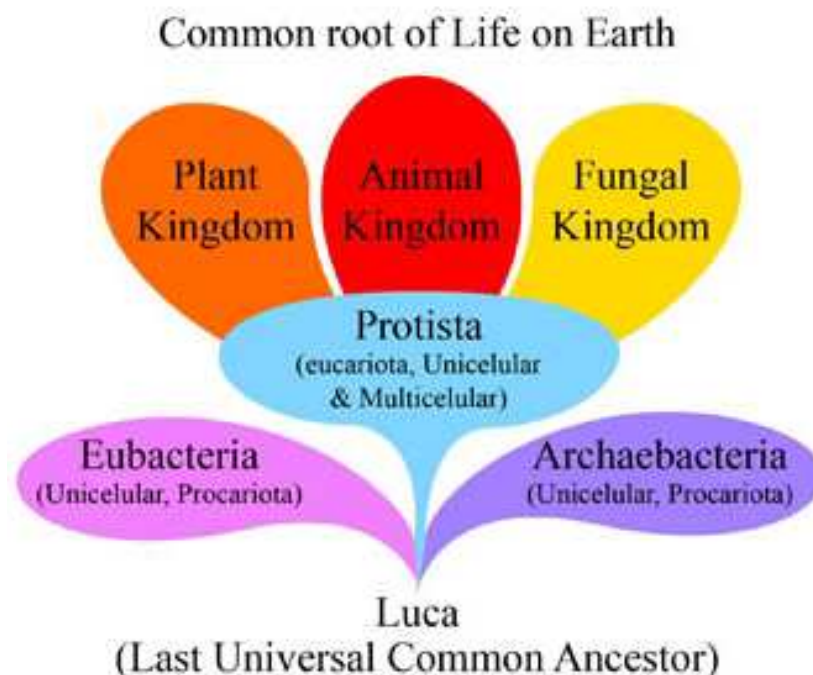 Common root of Life on Earth
Plant
Kingdom
Animal
Kingdom
Fungal
Kingdom
Protista
(eucariota, Unicelular
& Multicelular)
Eubacteria
(Unicelular, Procariota)
Archaebacteria
(Unicelular, Procariota)
Luca
(Last Universal Common Ancestor)